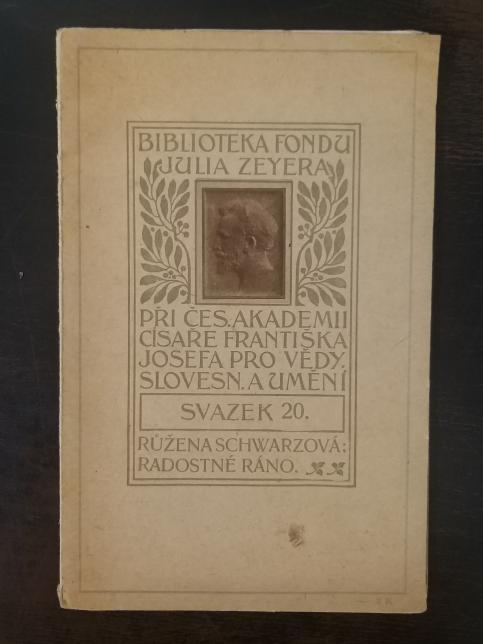 BIBLIOTEKA FONDU
JULIA ZEYERA
PŘI ČES. AKADEMII
CÍSAŘE FRANTIŠKA
JOSEFA PRO VĚDY,
SLOVESN. A UMĚNÍ
SVAZEK 20.
RŮŽENA SCHWARZOVÁ:
RADOSTNÉ RÁNO.